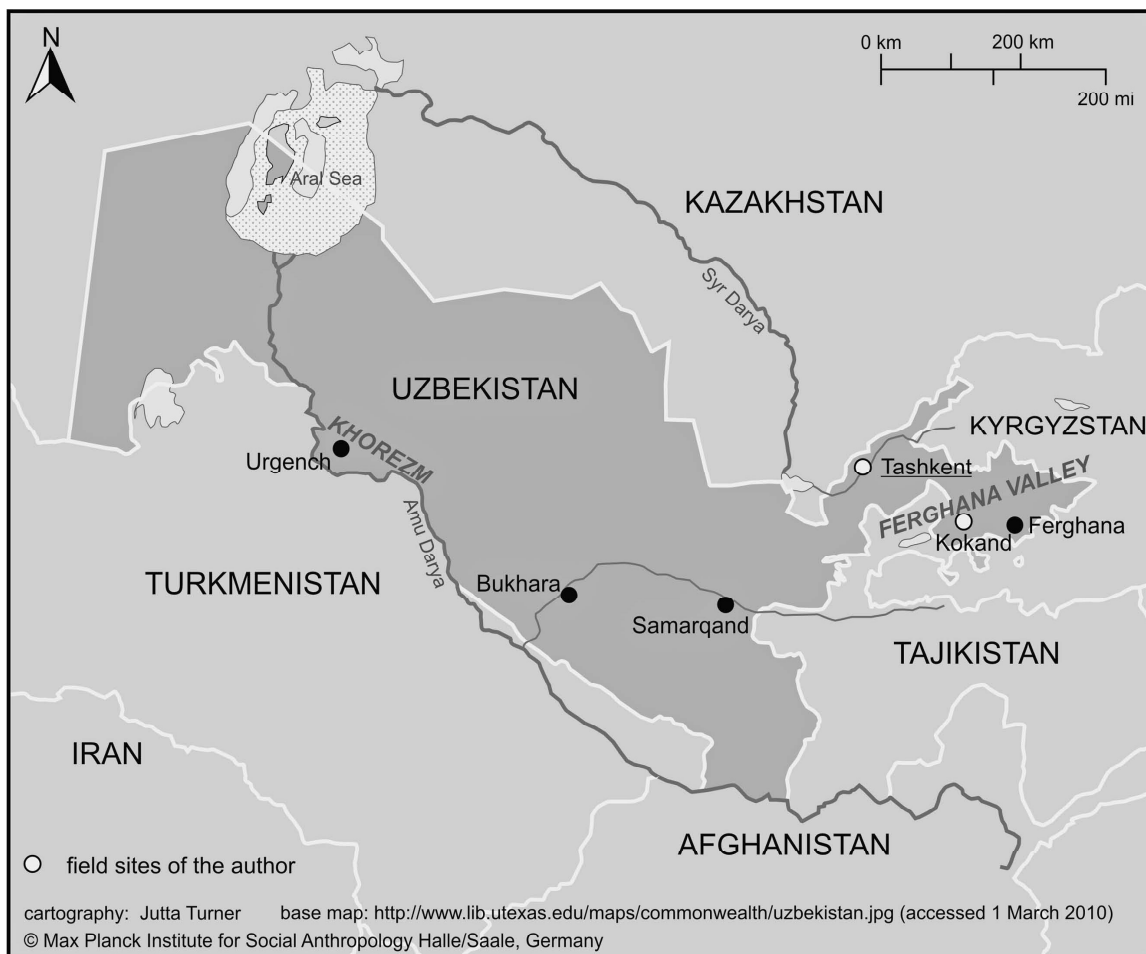 N
0 km 200 km
200 mi
Aral Sea
KAZAKHSTAN
Syr Darya
UZBEKISTAN
KYRGYZSTAN
KHOREZM
Urgench
Tashkent
FERGHANA VALLEY
Kokand
Ferghana
Amu Darya
TURKMENISTAN
Bukhara
Samarqand
TAJIKISTAN
IRAN
AFGHANISTAN
field sites of the author
cartography: Jutta Turner base map: http://www.lib.utexas.edu/maps/commonwealth/uzbekistan.jpg (accessed 1 March 2010)
© Max Planck Institute for Social Anthropology Halle/Saale, Germany